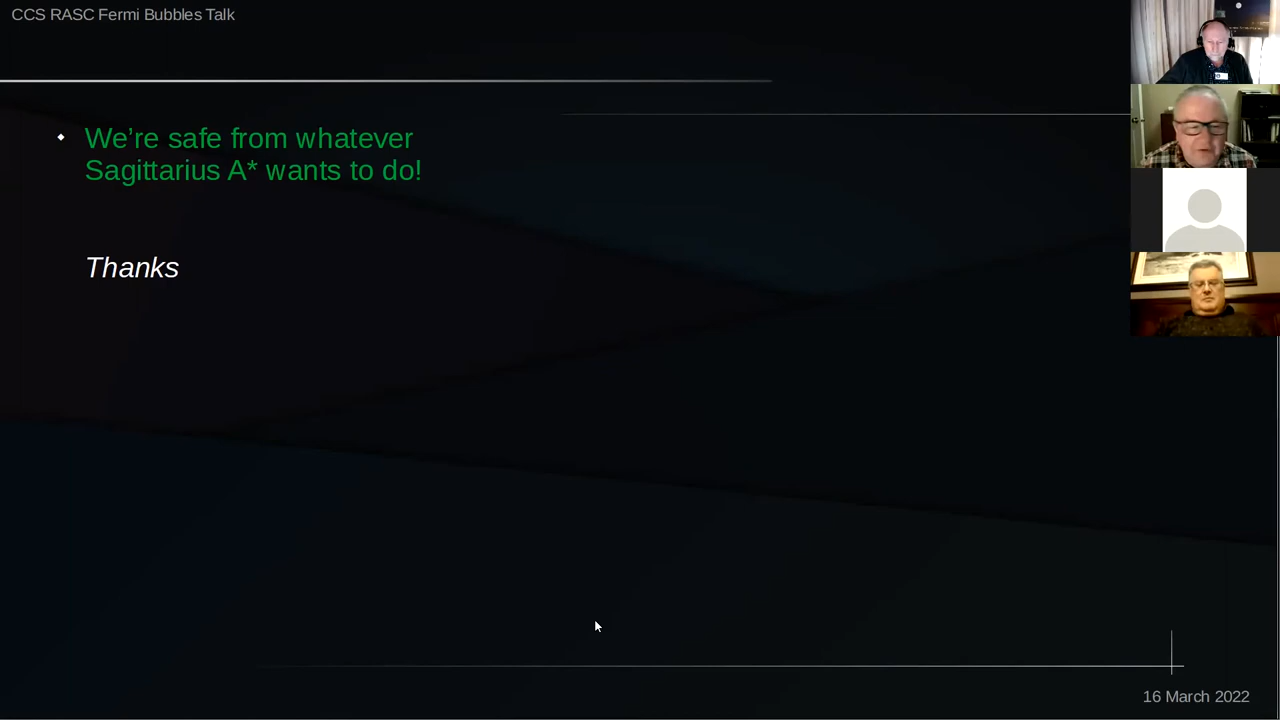 CCS RASC Fermi Bubbles Talk
We’re safe from whatever
Sagittarius A* wants to do!
Thanks
16 March 2022